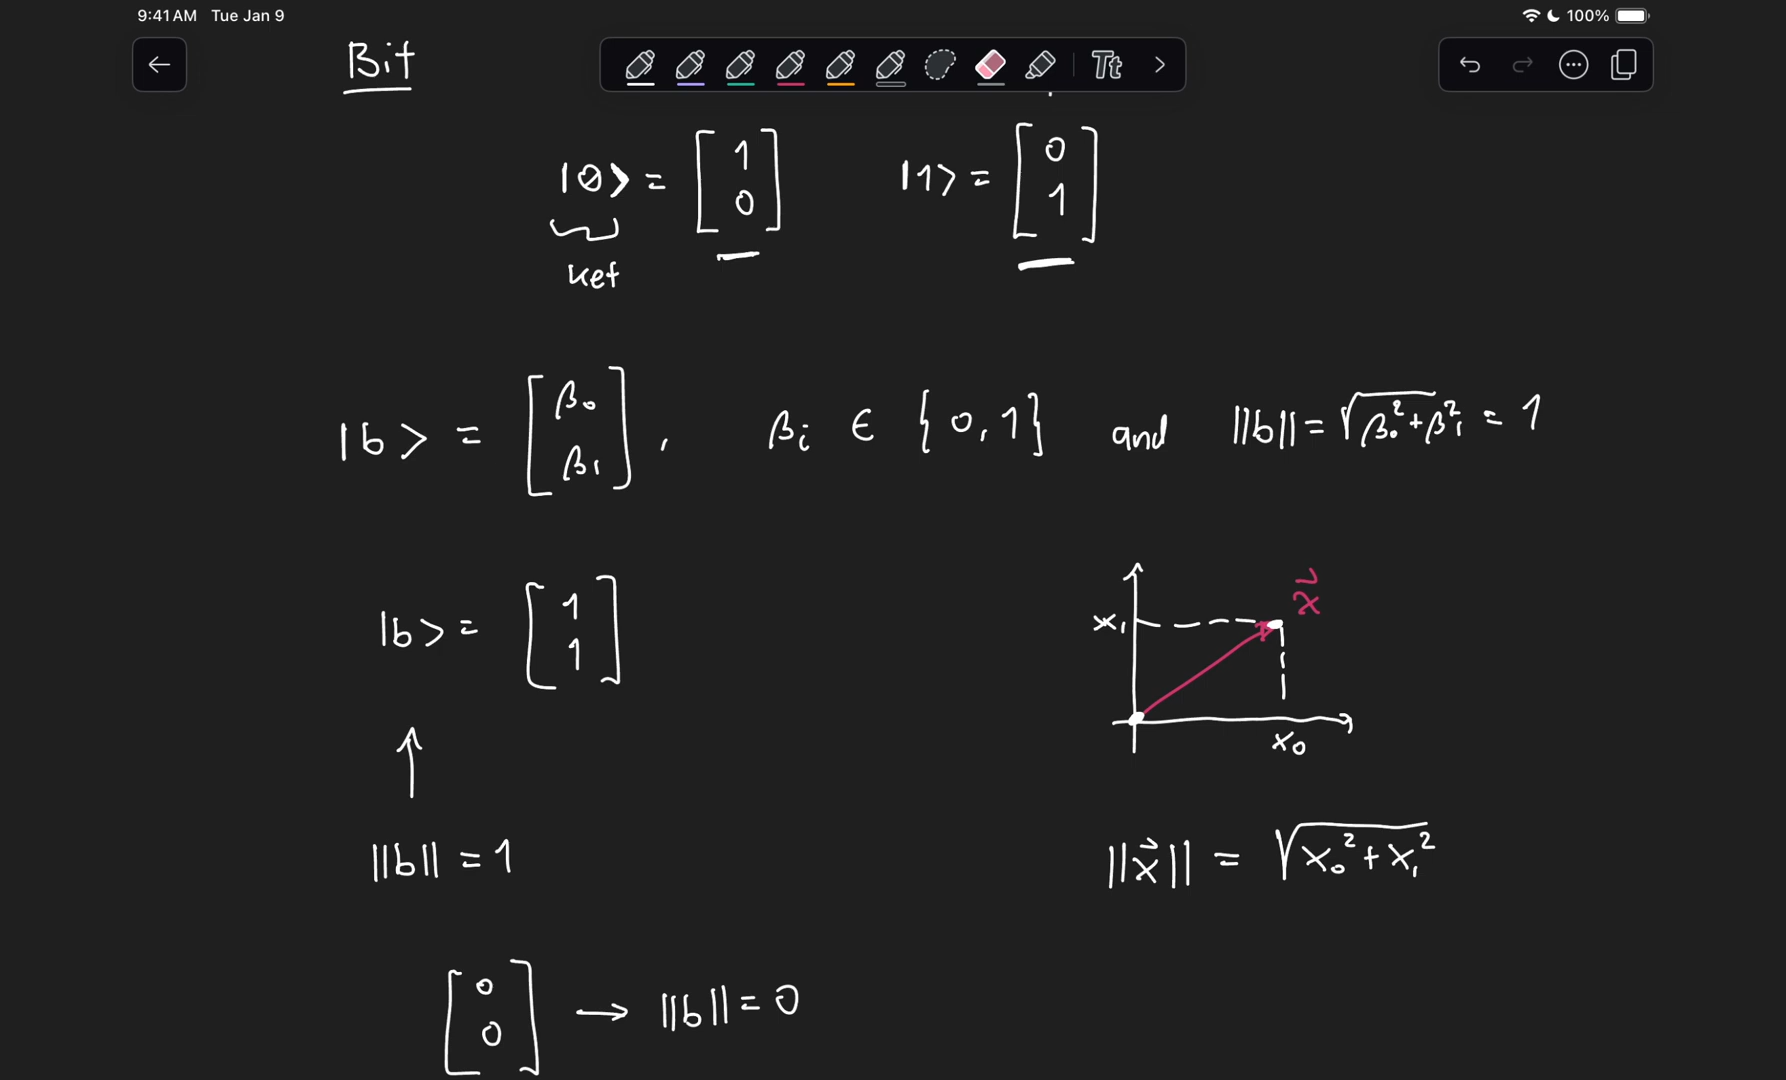 9:41 AM Tue Jan 9
100%
Bit
Tt
|0⟩ = [1 0] |1⟩ = [0 1]
ket
|b⟩ = [β₀ β₁], βᵢ ∈ {0,1} and ||b|| = √(β₀²+β₁²) = 1
|b⟩ = [1 1]
x⃗
x₁
x₀
||b|| = 1
||x⃗|| = √(x₀²+x₁²)
[0 0] → ||b|| = 0